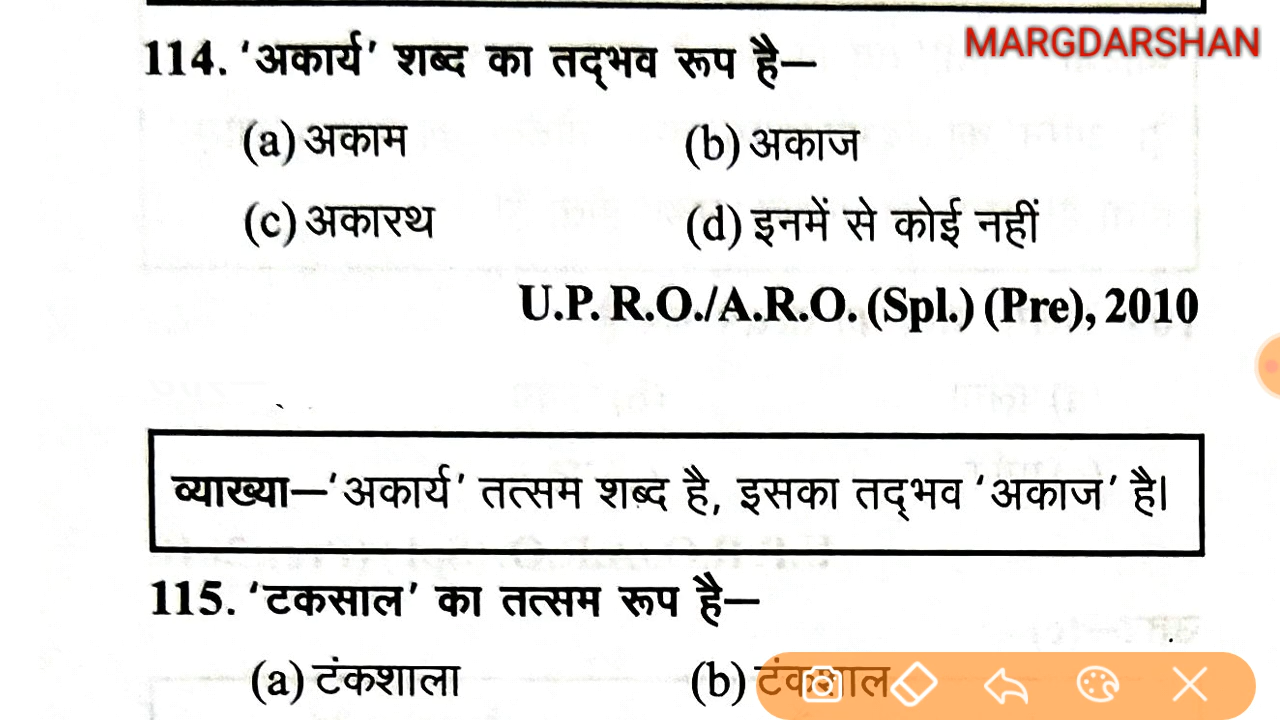 MARGDARSHAN
114. 'अकार्य' शब्द का तद्भव रूप है—
(a) अकाम (b) अकाज
(c) अकारथ (d) इनमें से कोई नहीं
U.P. R.O./A.R.O. (Spl.) (Pre), 2010
व्याख्या—'अकार्य' तत्सम शब्द है, इसका तद्भव 'अकाज' है।
115. 'टकसाल' का तत्सम रूप है—
(a) टंकशाला (b) टंकशाल